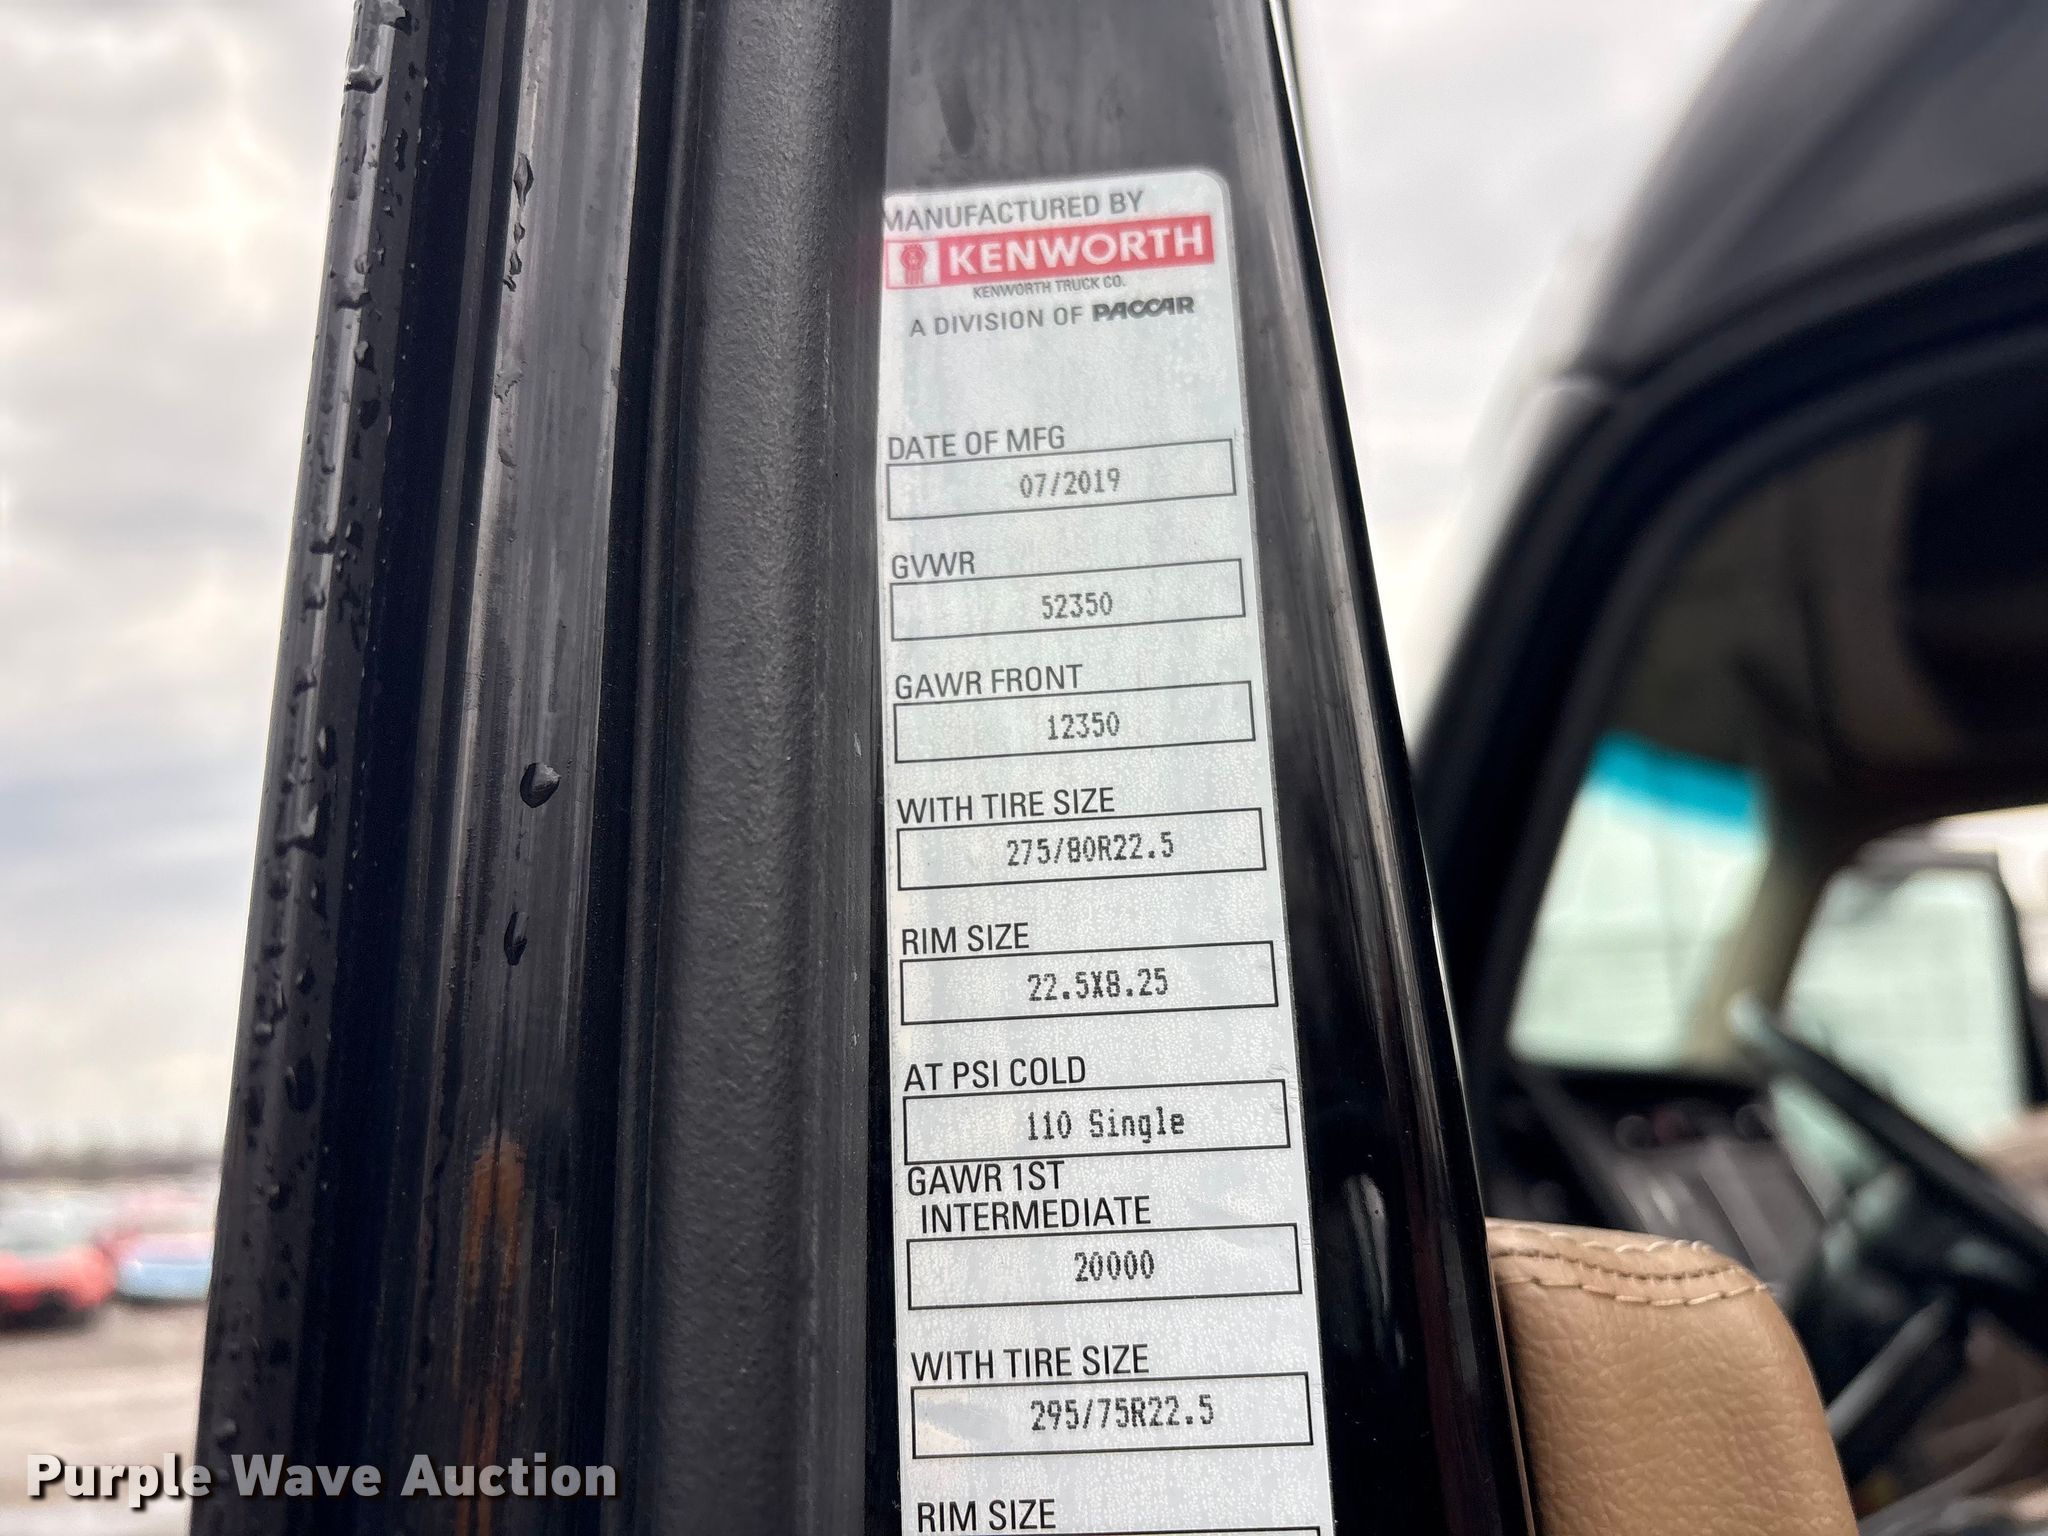 MANUFACTURED BY
KENWORTH
KENWORTH TRUCK CO.
A DIVISION OF PACCAR
DATE OF MFG
07/2019
GVWR
52350
GAWR FRONT
12350
WITH TIRE SIZE
275/80R22.5
RIM SIZE
22.5X8.25
AT PSI COLD
110 Single
GAWR 1ST
INTERMEDIATE
20000
WITH TIRE SIZE
295/75R22.5
RIM SIZE
Purple Wave Auction